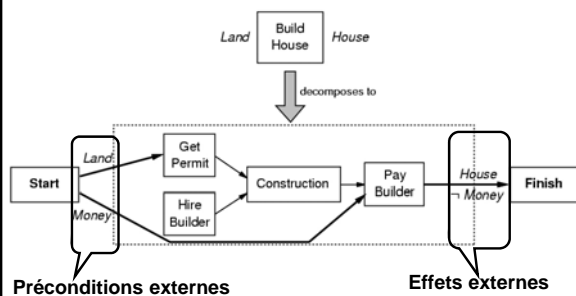 Land
Build
House
House
decomposes to
Land
Get
Permit
Start
Construction
Pay
Builder
House
¬ Money
Finish
Hire
Builder
Money
Préconditions externes
Effets externes